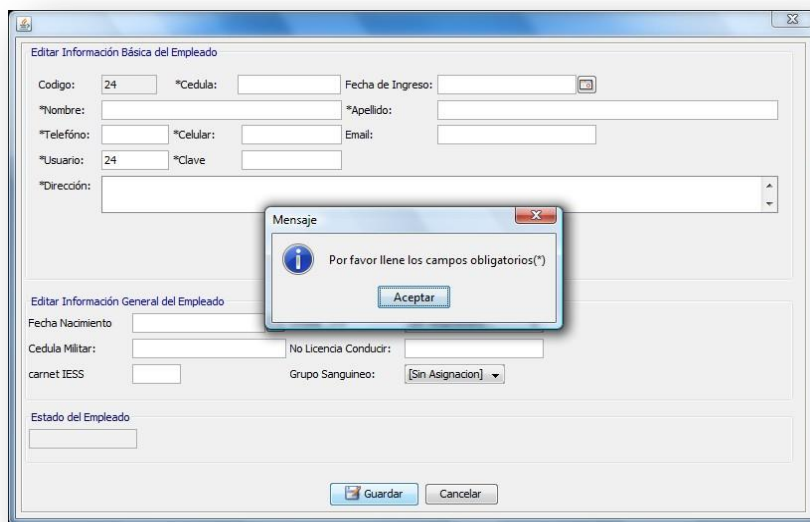 Editar Información Básica del Empleado
Codigo: 24 *Cedula: Fecha de Ingreso:
*Nombre: *Apellido:
*Telefóno: *Celular: Email:
*Usuario: 24 *Clave
*Dirección:
Mensaje
Por favor llene los campos obligatorios(*)
Aceptar
Editar Información General del Empleado
Fecha Nacimiento
Cedula Militar: No Licencia Conducir:
carnet IESS Grupo Sanguineo: [Sin Asignacion]
Estado del Empleado
Guardar Cancelar